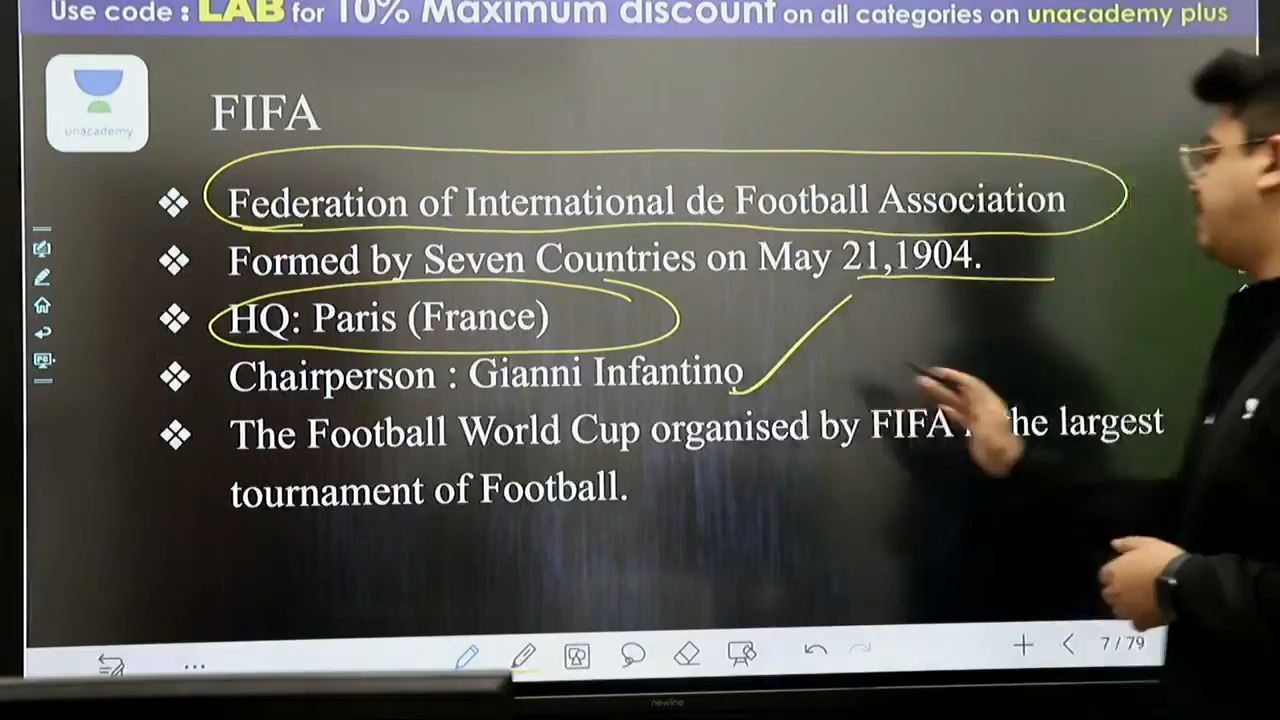 Use code : LAB for 10% Maximum discount on all categories on unacademy plus
unacademy
FIFA
❖ Federation of International de Football Association
❖ Formed by Seven Countries on May 21,1904.
❖ HQ: Paris (France)
❖ Chairperson : Gianni Infantino
❖ The Football World Cup organised by FIFA he largest
tournament of Football.
7 / 79
newline